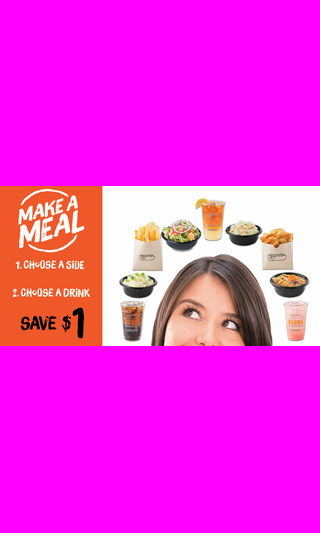 MAKE A
MEAL
1. CHOOSE A SIDE
2. CHOOSE A DRINK
SAVE $1